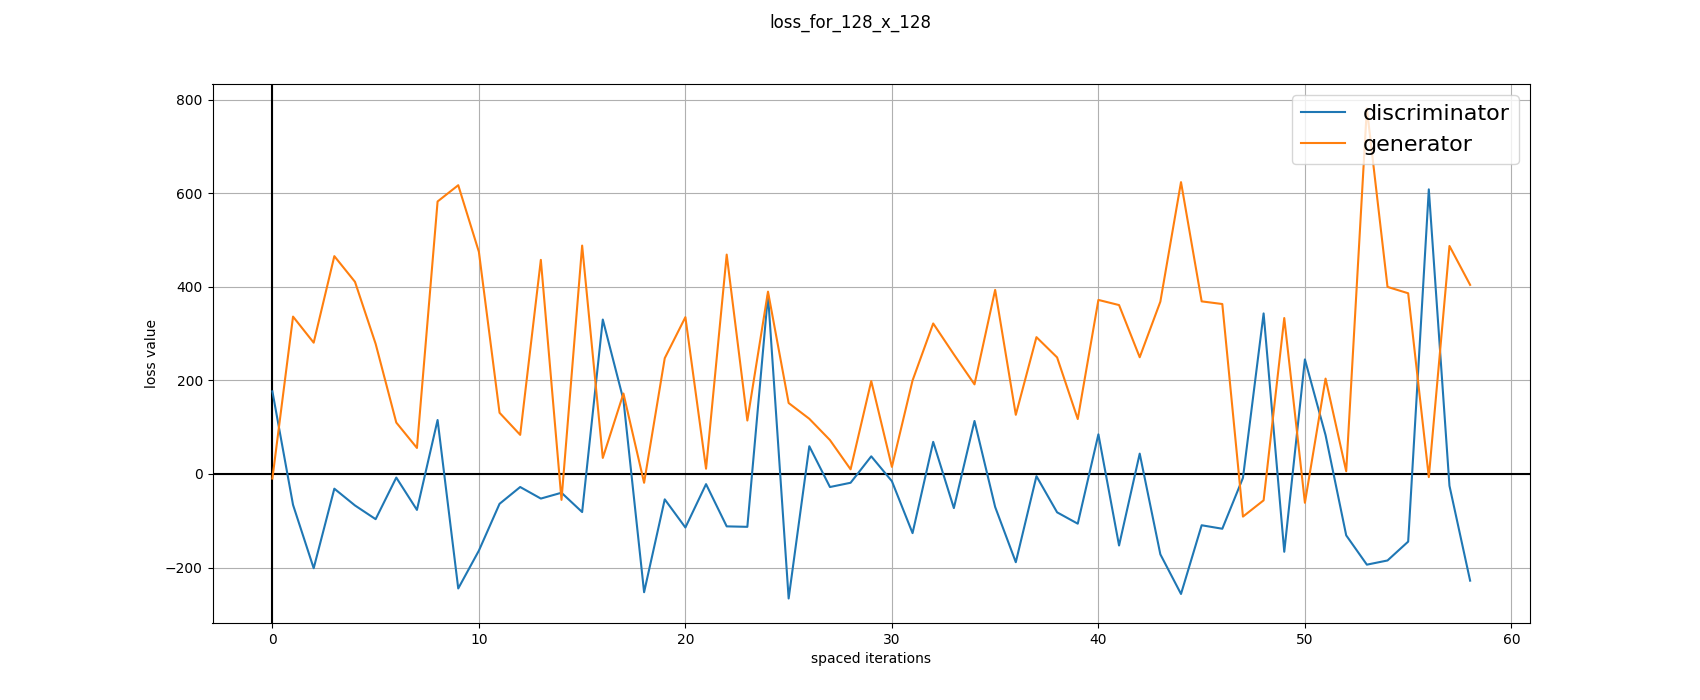 loss_for_128_x_128
discriminator
generator
800
600
400
200
0
−200
loss value
0 10 20 30 40 50 60
spaced iterations